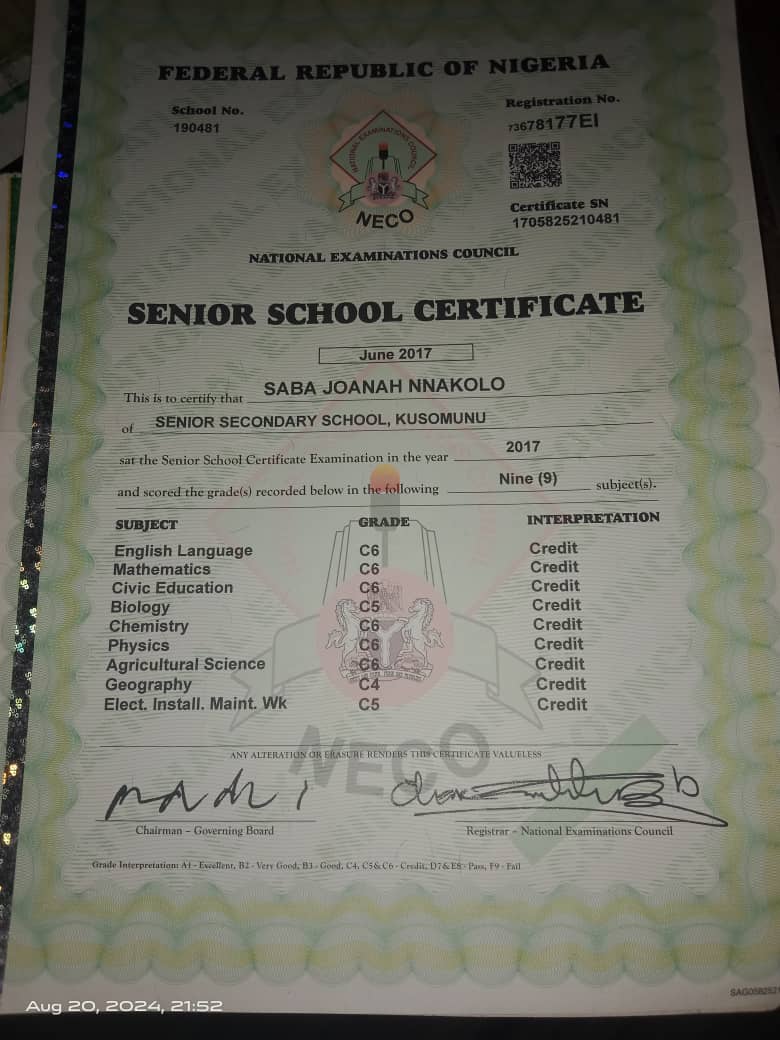 FEDERAL REPUBLIC OF NIGERIA
School No.
190481
Registration No.
73678177EI
NATIONAL EXAMINATIONS COUNCIL
NECO
Certificate SN
1705825210481
NATIONAL EXAMINATIONS COUNCIL
SENIOR SCHOOL CERTIFICATE
June 2017
This is to certify that SABA JOANAH NNAKOLO
of SENIOR SECONDARY SCHOOL, KUSOMUNU
sat the Senior School Certificate Examination in the year 2017
and scored the grade(s) recorded below in the following Nine (9) subject(s).
SUBJECT GRADE INTERPRETATION
English Language C6 Credit
Mathematics C6 Credit
Civic Education C6 Credit
Biology C5 Credit
Chemistry C6 Credit
Physics C6 Credit
Agricultural Science C6 Credit
Geography C4 Credit
Elect. Install. Maint. Wk C5 Credit
NECO
ANY ALTERATION OR ERASURE RENDERS THIS CERTIFICATE VALUELESS
Chairman - Governing Board
Registrar - National Examinations Council
Grade Interpretation: A1 - Excellent, B2 - Very Good, B3 - Good, C4, C5 & C6 - Credit, D7 & E8 - Pass, F9 - Fail
Aug 20, 2024, 21:52